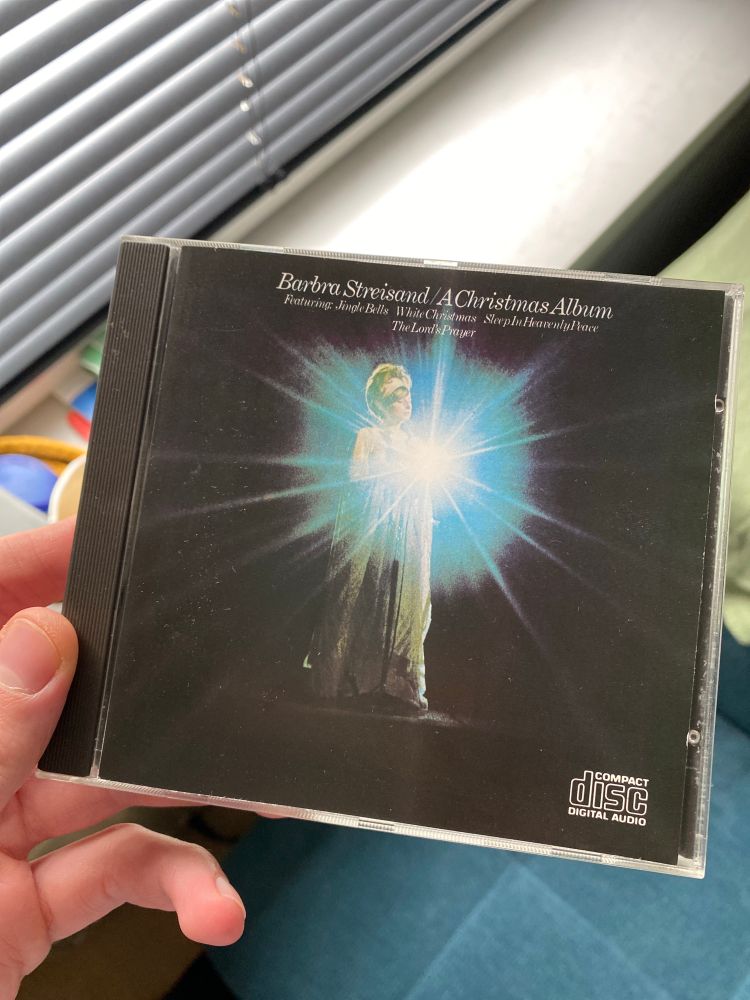 Barbra Streisand/A Christmas Album
Featuring: Jingle Bells White Christmas Sleep In Heavenly Peace
The Lord's Prayer
COMPACT
disc
DIGITAL AUDIO